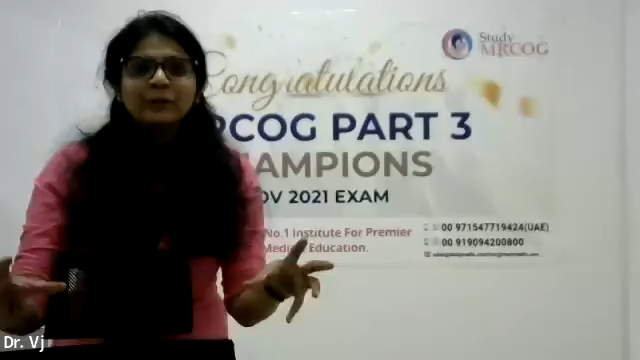 Study
MRCOG
Congratulations
RCOG PART 3
AMPIONS
OV 2021 EXAM
No 1 Institute For Premier
Medical Education.
00 971547719424(UAE)
00 919094200800
Dr. Vj